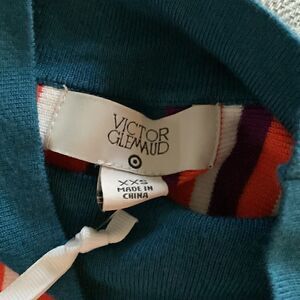 VICTOR
GLEMAUD
XXS
MADE IN
CHINA